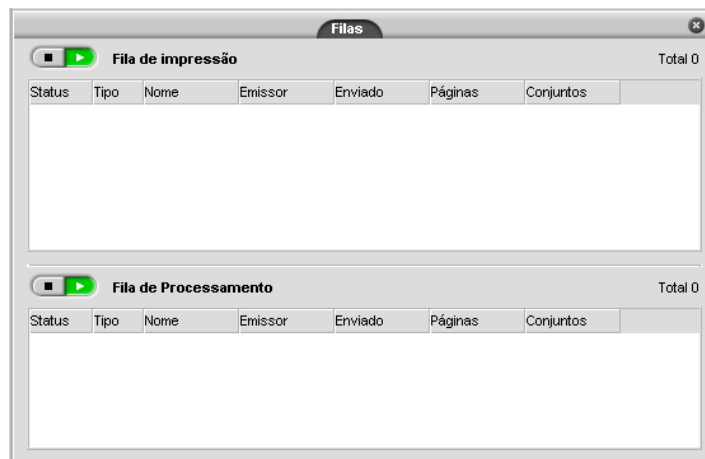 Filas
Fila de impressão Total 0
Status Tipo Nome Emissor Enviado Páginas Conjuntos
Fila de Processamento Total 0
Status Tipo Nome Emissor Enviado Páginas Conjuntos